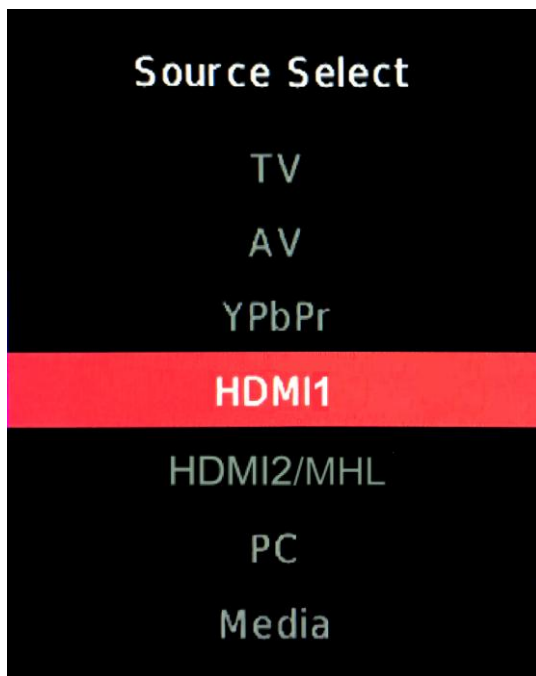 Source Select
TV
AV
YPbPr
HDMI1
HDMI2/MHL
PC
Media